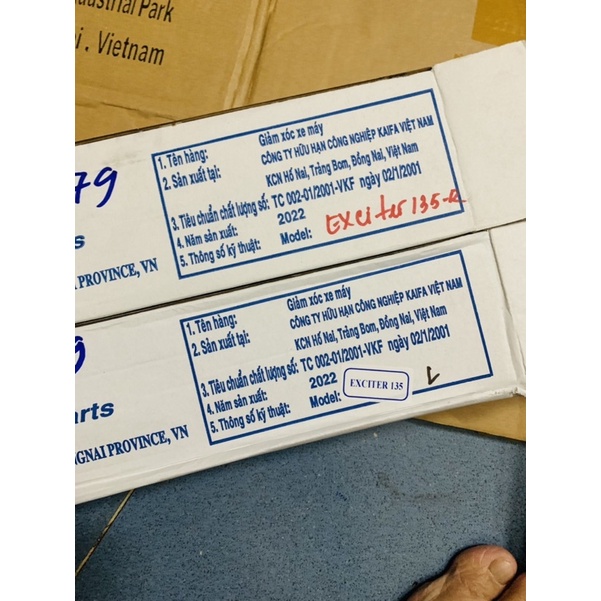 dustrial Park
ai . Vietnam
79
s
AI PROVINCE, VN
1. Tên hàng: Giảm xóc xe máy
2. Sản xuất tại: CÔNG TY HỮU HẠN CÔNG NGHIỆP KAIFA VIỆT NAM
KCN Hố Nai, Trảng Bom, Đồng Nai, Việt Nam
3. Tiêu chuẩn chất lượng số: TC 002-01/2001-VKF ngày 02/1/2001
4. Năm sản xuất: 2022
5. Thông số kỹ thuật: Model: Exciter 135-R
9
arts
GNAI PROVINCE, VN
1. Tên hàng: Giảm xóc xe máy
2. Sản xuất tại: CÔNG TY HỮU HẠN CÔNG NGHIỆP KAIFA VIỆT NAM
KCN Hố Nai, Trảng Bom, Đồng Nai, Việt Nam
3. Tiêu chuẩn chất lượng số: TC 002-01/2001-VKF ngày 02/1/2001
4. Năm sản xuất: 2022
5. Thông số kỹ thuật: Model: EXCITER 135 L